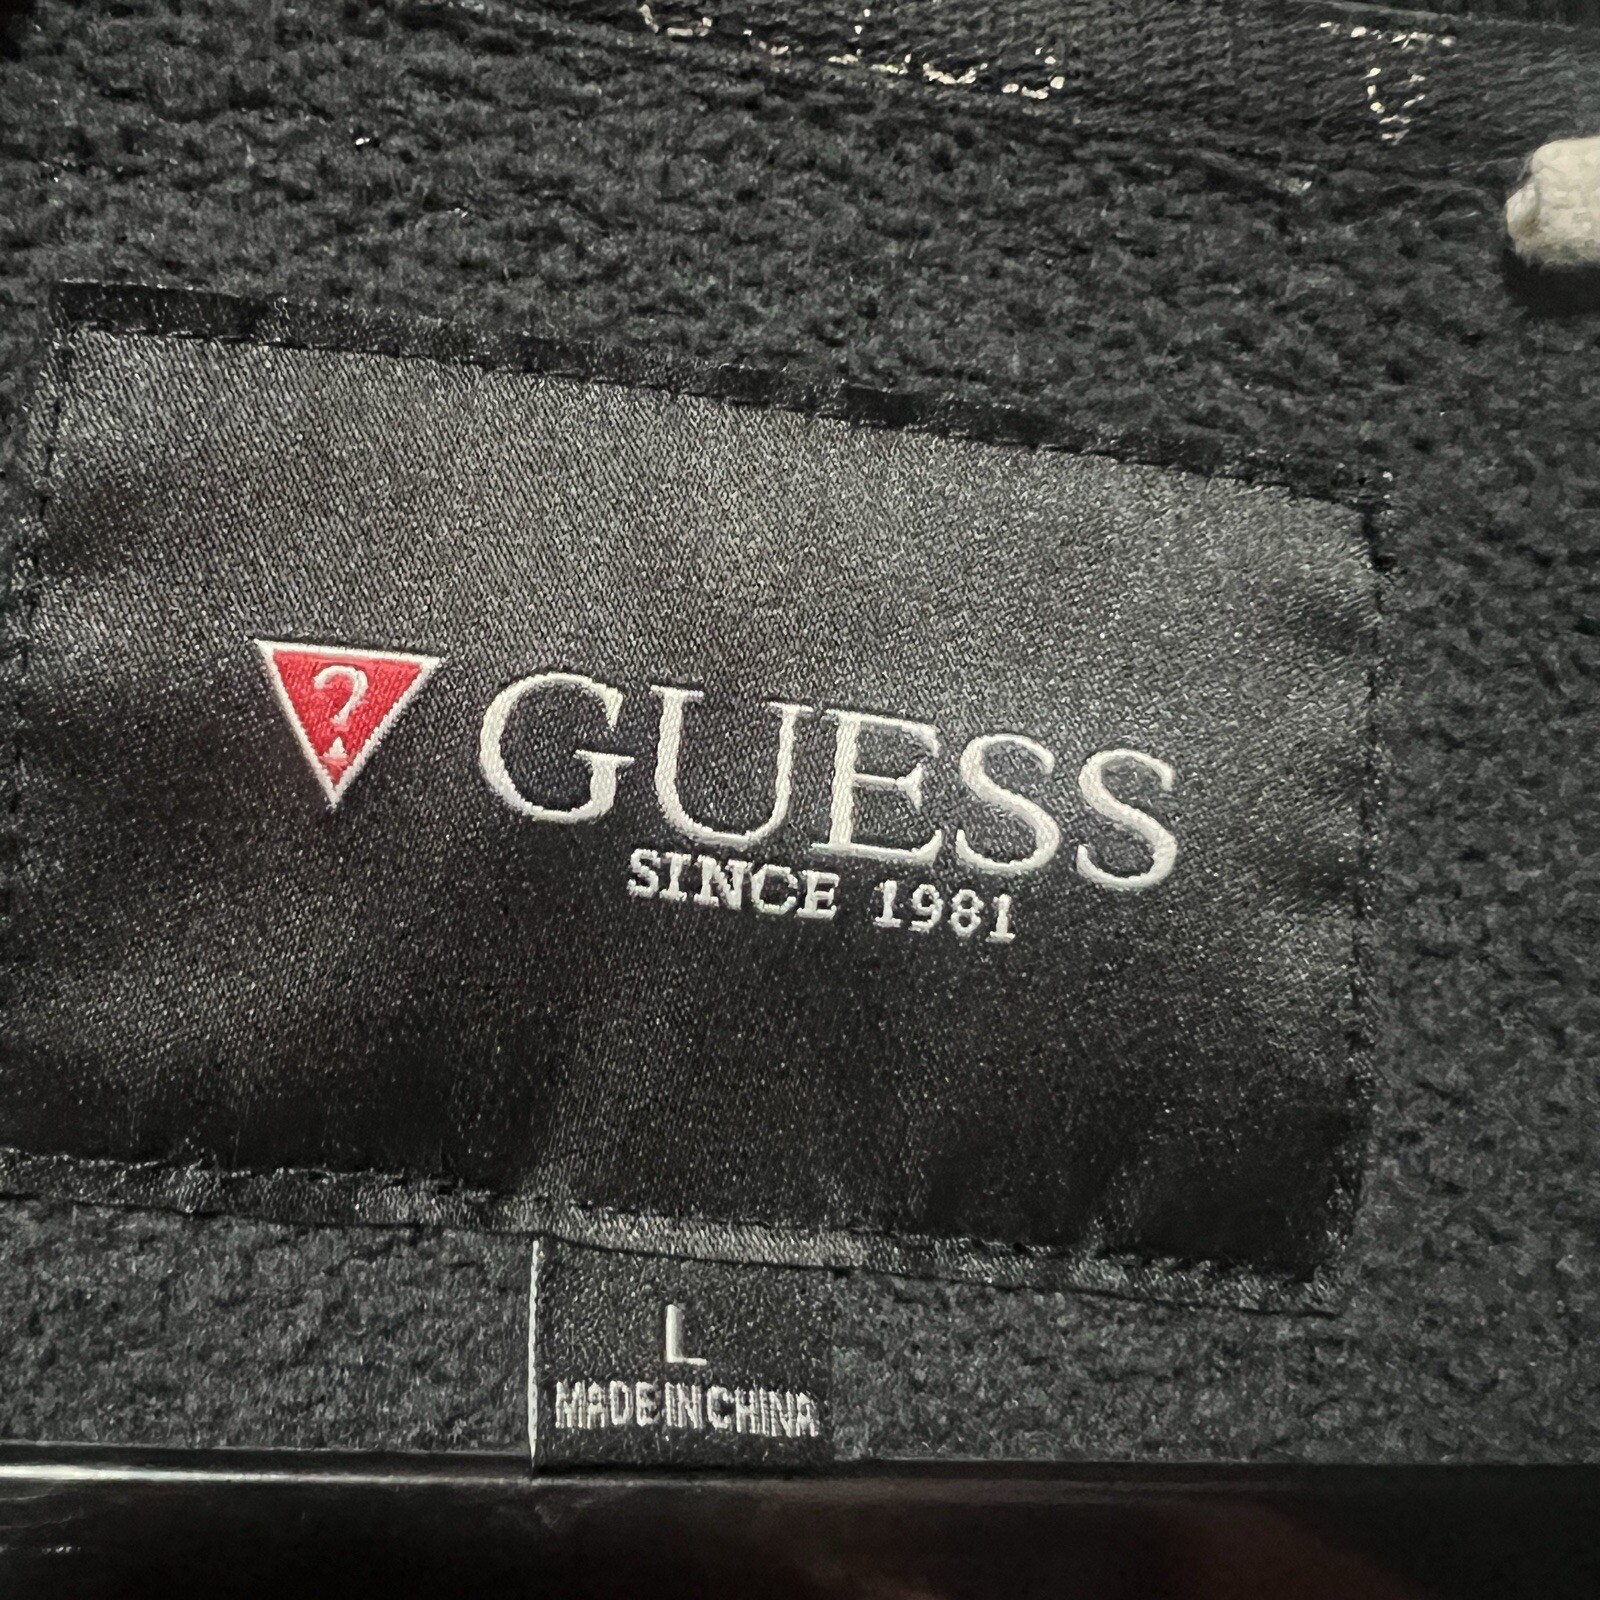 ?
GUESS
SINCE 1981
L
MADE IN CHINA